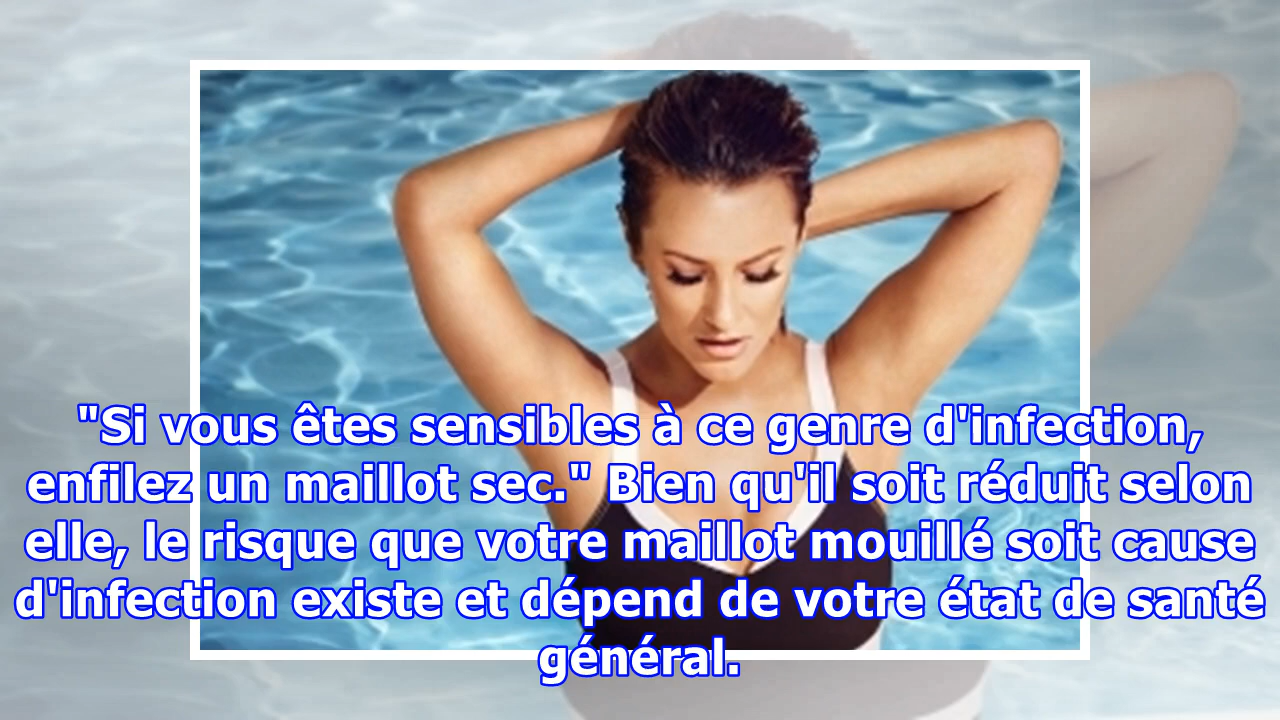 "Si vous êtes sensibles à ce genre d'infection,
enfilez un maillot sec." Bien qu'il soit réduit selon
elle, le risque que votre maillot mouillé soit cause
d'infection existe et dépend de votre état de santé
général.